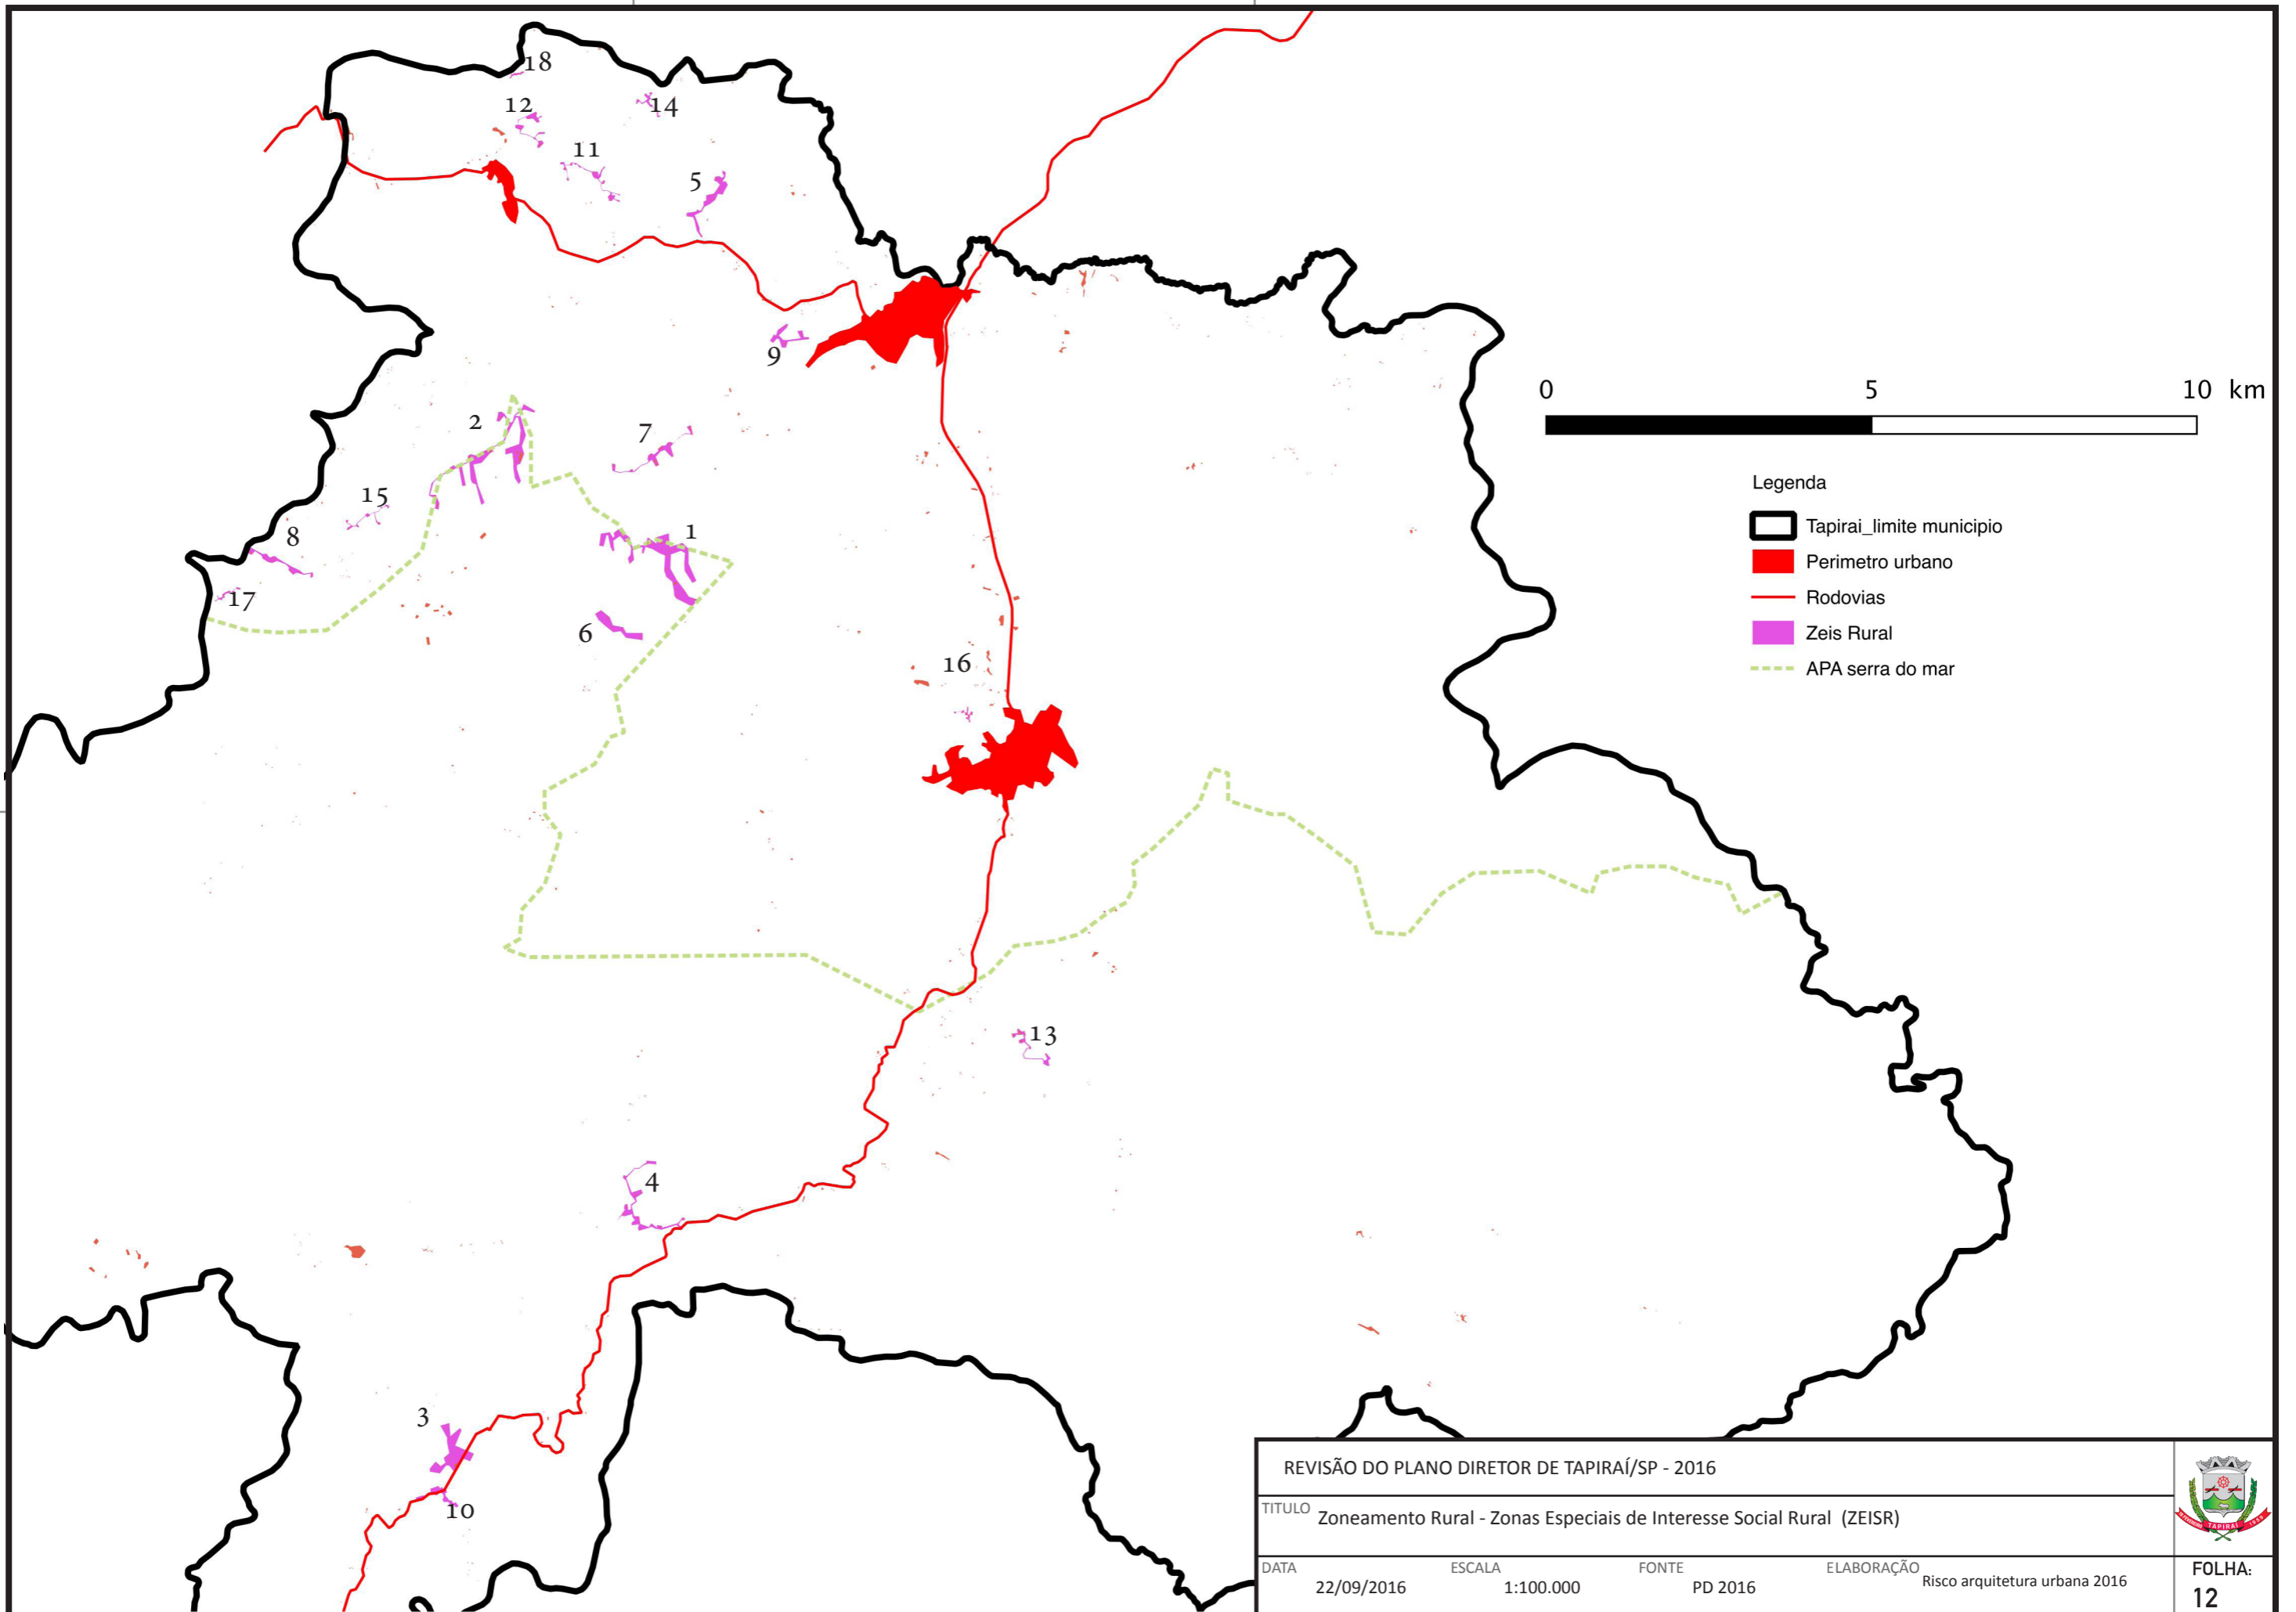 18
12
14
11
5
9
0 5 10 km
2
7
15
8
1
17
6
16
13
4
3
10
Legenda
Tapirai_limite municipio
Perimetro urbano
Rodovias
Zeis Rural
APA serra do mar
REVISÃO DO PLANO DIRETOR DE TAPIRAÍ/SP - 2016
TITULO Zoneamento Rural - Zonas Especiais de Interesse Social Rural (ZEISR)
DATA 22/09/2016 ESCALA 1:100.000 FONTE PD 2016 ELABORAÇÃO Risco arquitetura urbana 2016
TAPIRAÍ
FOLHA:
12